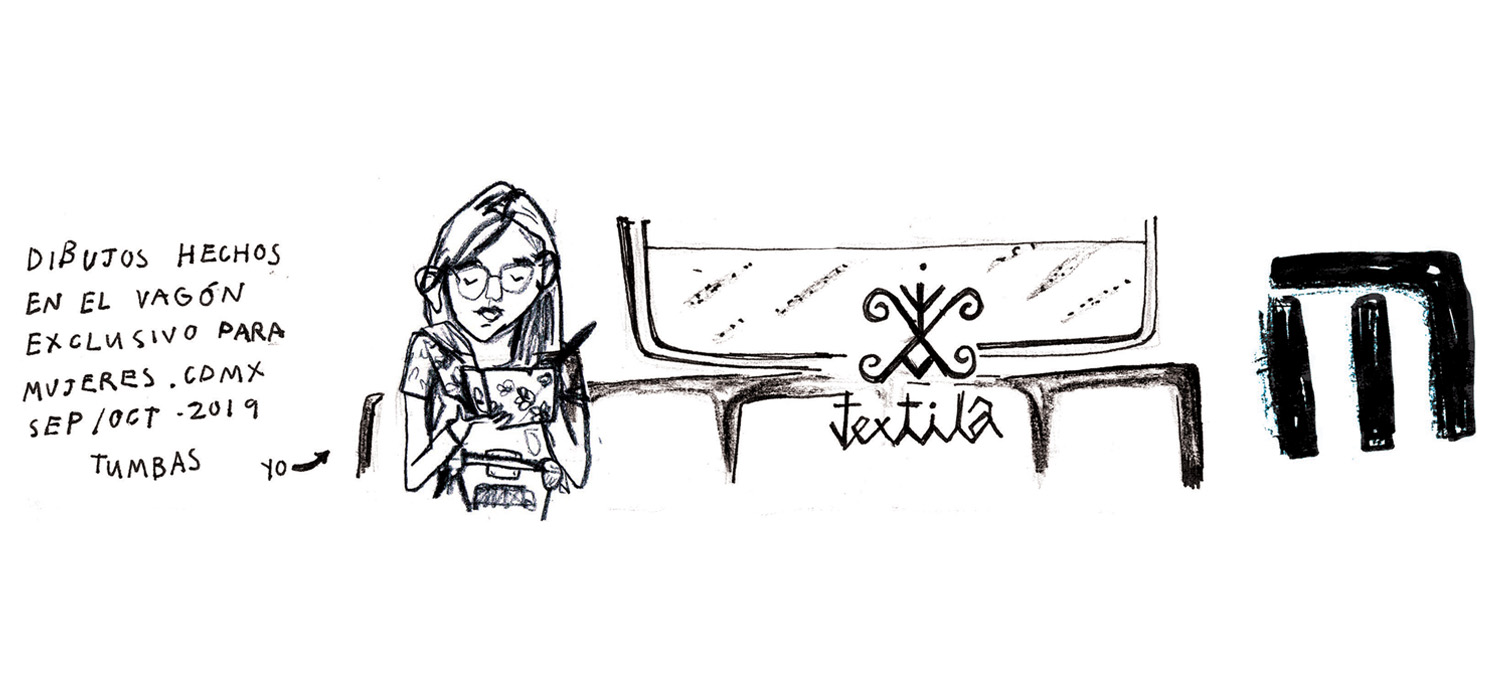 DIBUJOS HECHOS
EN EL VAGÓN
EXCLUSIVO PARA
MUJERES . CDMX
SEP/OCT - 2019
TUMBAS
YO
textila